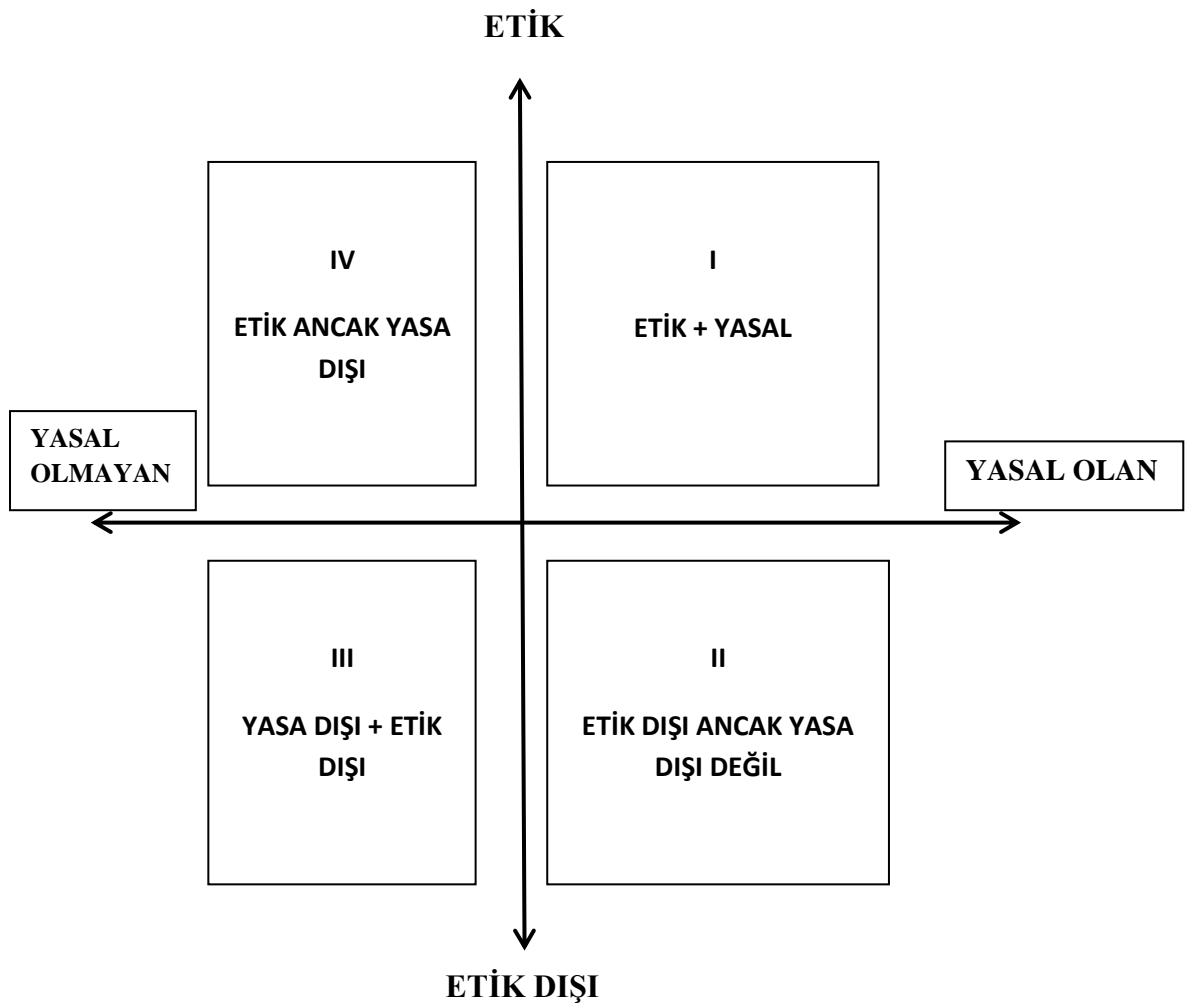 ETİK
IV
ETİK ANCAK YASA
DIŞI
I
ETİK + YASAL
YASAL
OLMAYAN
YASAL OLAN
III
YASA DIŞI + ETİK
DIŞI
II
ETİK DIŞI ANCAK YASA
DIŞI DEĞİL
ETİK DIŞI